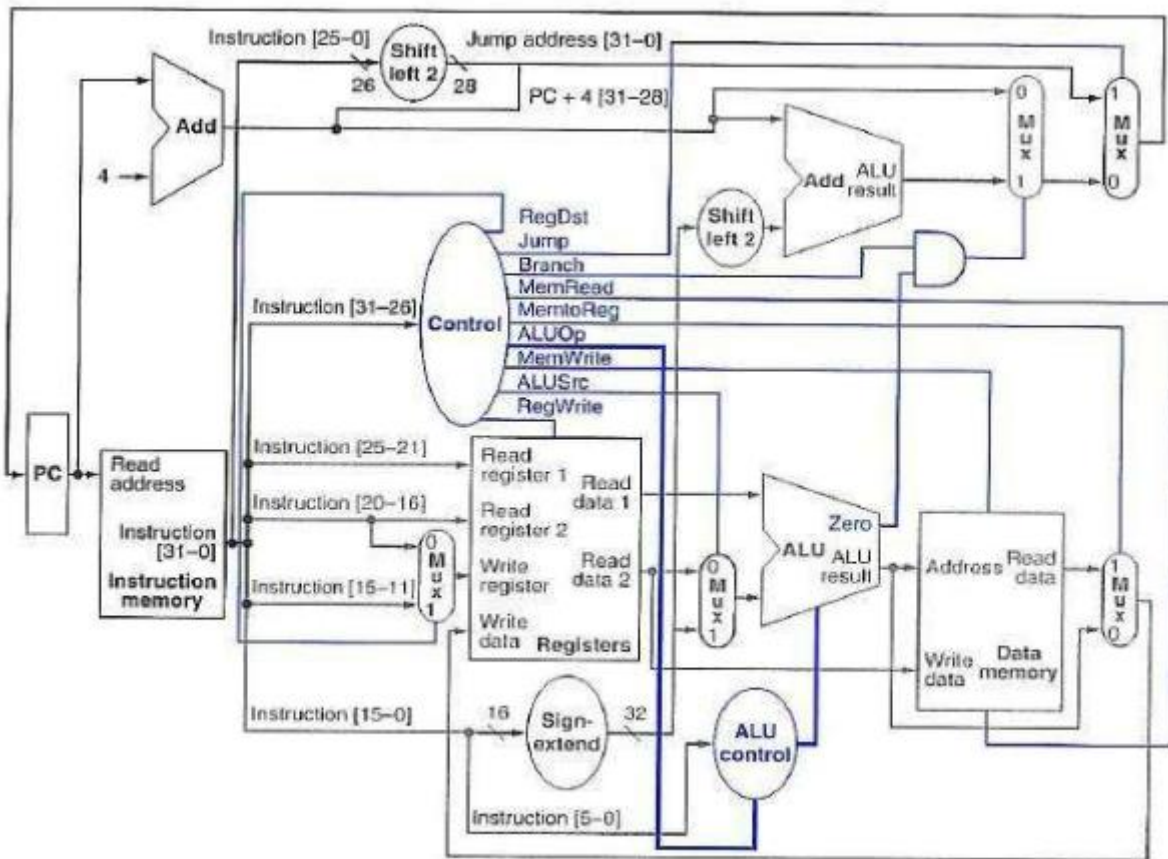 Instruction [25–0]
Shift
left 2
Jump address [31–0]
26
28
PC + 4 [31–28]
Add
4
0
M
u
x
1
1
M
u
x
0
Add
ALU
result
Shift
left 2
RegDst
Jump
Branch
MemRead
MemtoReg
ALUOp
MemWrite
ALUSrc
RegWrite
Instruction [31–26]
Control
PC
Read
address
Instruction
[31–0]
Instruction
memory
Instruction [25–21]
Instruction [20–16]
Instruction [15–11]
0
M
u
x
1
Read
register 1
Read
register 2
Write
register
Write
data
Read
data 1
Read
data 2
Registers
0
M
u
x
1
Zero
ALU
ALU
result
Address
Read
data
Write
data
Data
memory
1
M
u
x
0
Instruction [15–0]
16
Sign-
extend
32
ALU
control
Instruction [5–0]